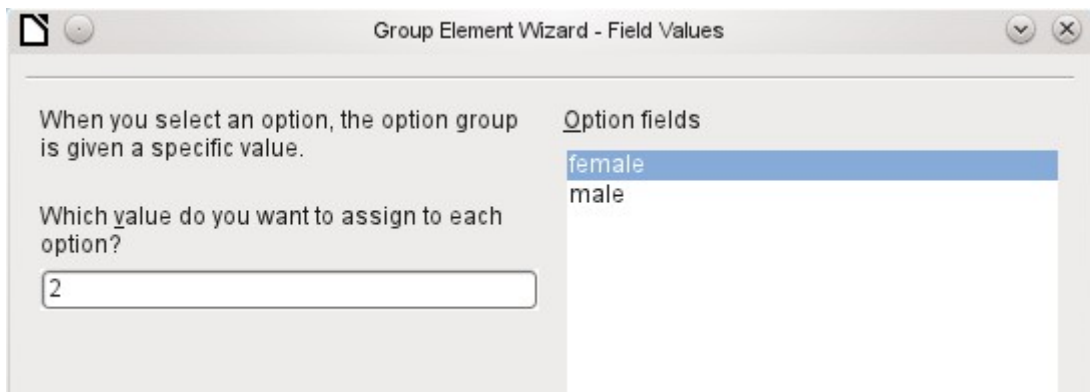 Group Element Wizard - Field Values
When you select an option, the option group
is given a specific value.
Which value do you want to assign to each
option?
2
Option fields
female
male